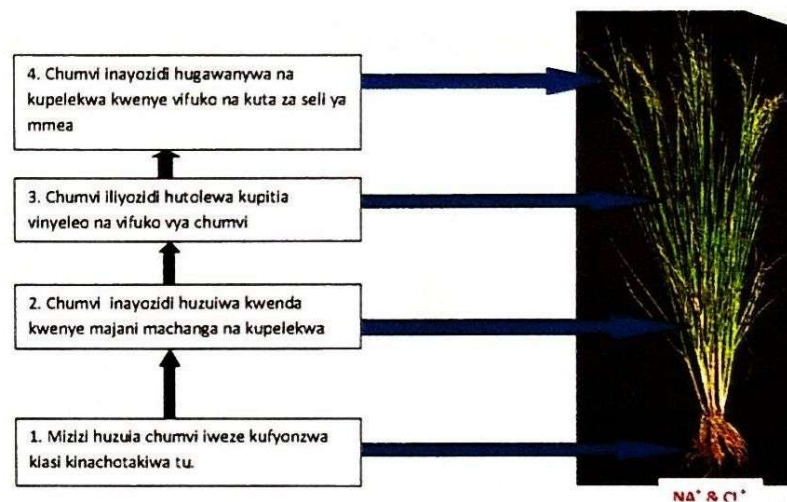 4. Chumvi inayozidi hugawanywa na
kupelekwa kwenye vifuko na kuta za seli ya
mmea
3. Chumvi iliyozidi hutolewa kupitia
vinyeleo na vifuko vya chumvi
2. Chumvi inayozidi huzuiwa kwenda
kwenye majani machanga na kupelekwa
1. Mizizi huzuia chumvi iweze kufyonzwa
kiasi kinachotakiwa tu.
NA⁺ & Cl⁺